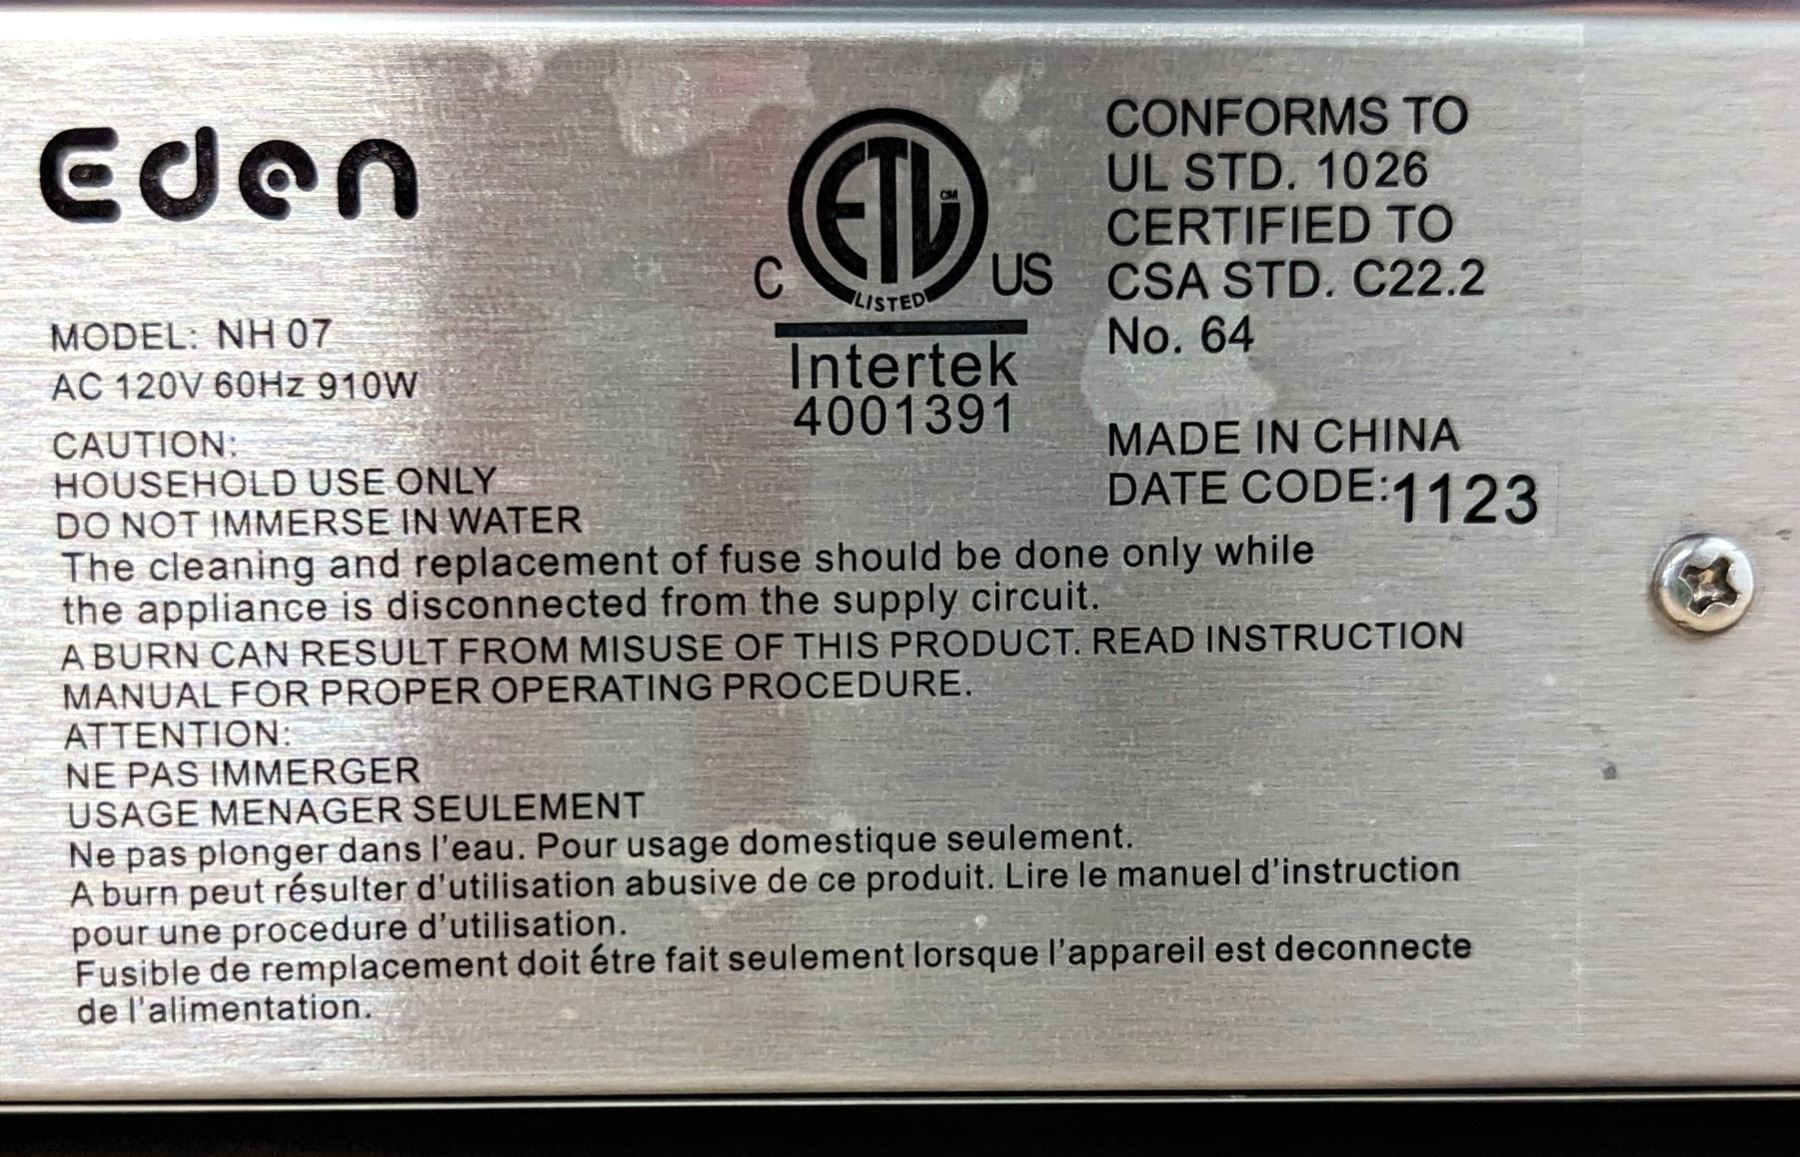 Eden
MODEL: NH 07
AC 120V 60Hz 910W
ETL CM
LISTED
C US
Intertek
4001391
CONFORMS TO
UL STD. 1026
CERTIFIED TO
CSA STD. C22.2
No. 64
MADE IN CHINA
DATE CODE:1123
CAUTION:
HOUSEHOLD USE ONLY
DO NOT IMMERSE IN WATER
The cleaning and replacement of fuse should be done only while
the appliance is disconnected from the supply circuit.
A BURN CAN RESULT FROM MISUSE OF THIS PRODUCT. READ INSTRUCTION
MANUAL FOR PROPER OPERATING PROCEDURE.
ATTENTION:
NE PAS IMMERGER
USAGE MENAGER SEULEMENT
Ne pas plonger dans l'eau. Pour usage domestique seulement.
A burn peut résulter d'utilisation abusive de ce produit. Lire le manuel d'instruction
pour une procedure d'utilisation.
Fusible de remplacement doit étre fait seulement lorsque l'appareil est deconnecte
de l'alimentation.